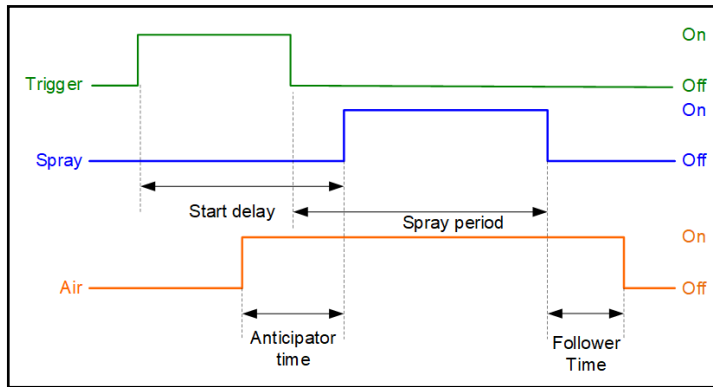 On
Trigger
Off
On
Spray
Off
Start delay
Spray period
On
Air
Off
Anticipator
time
Follower
Time